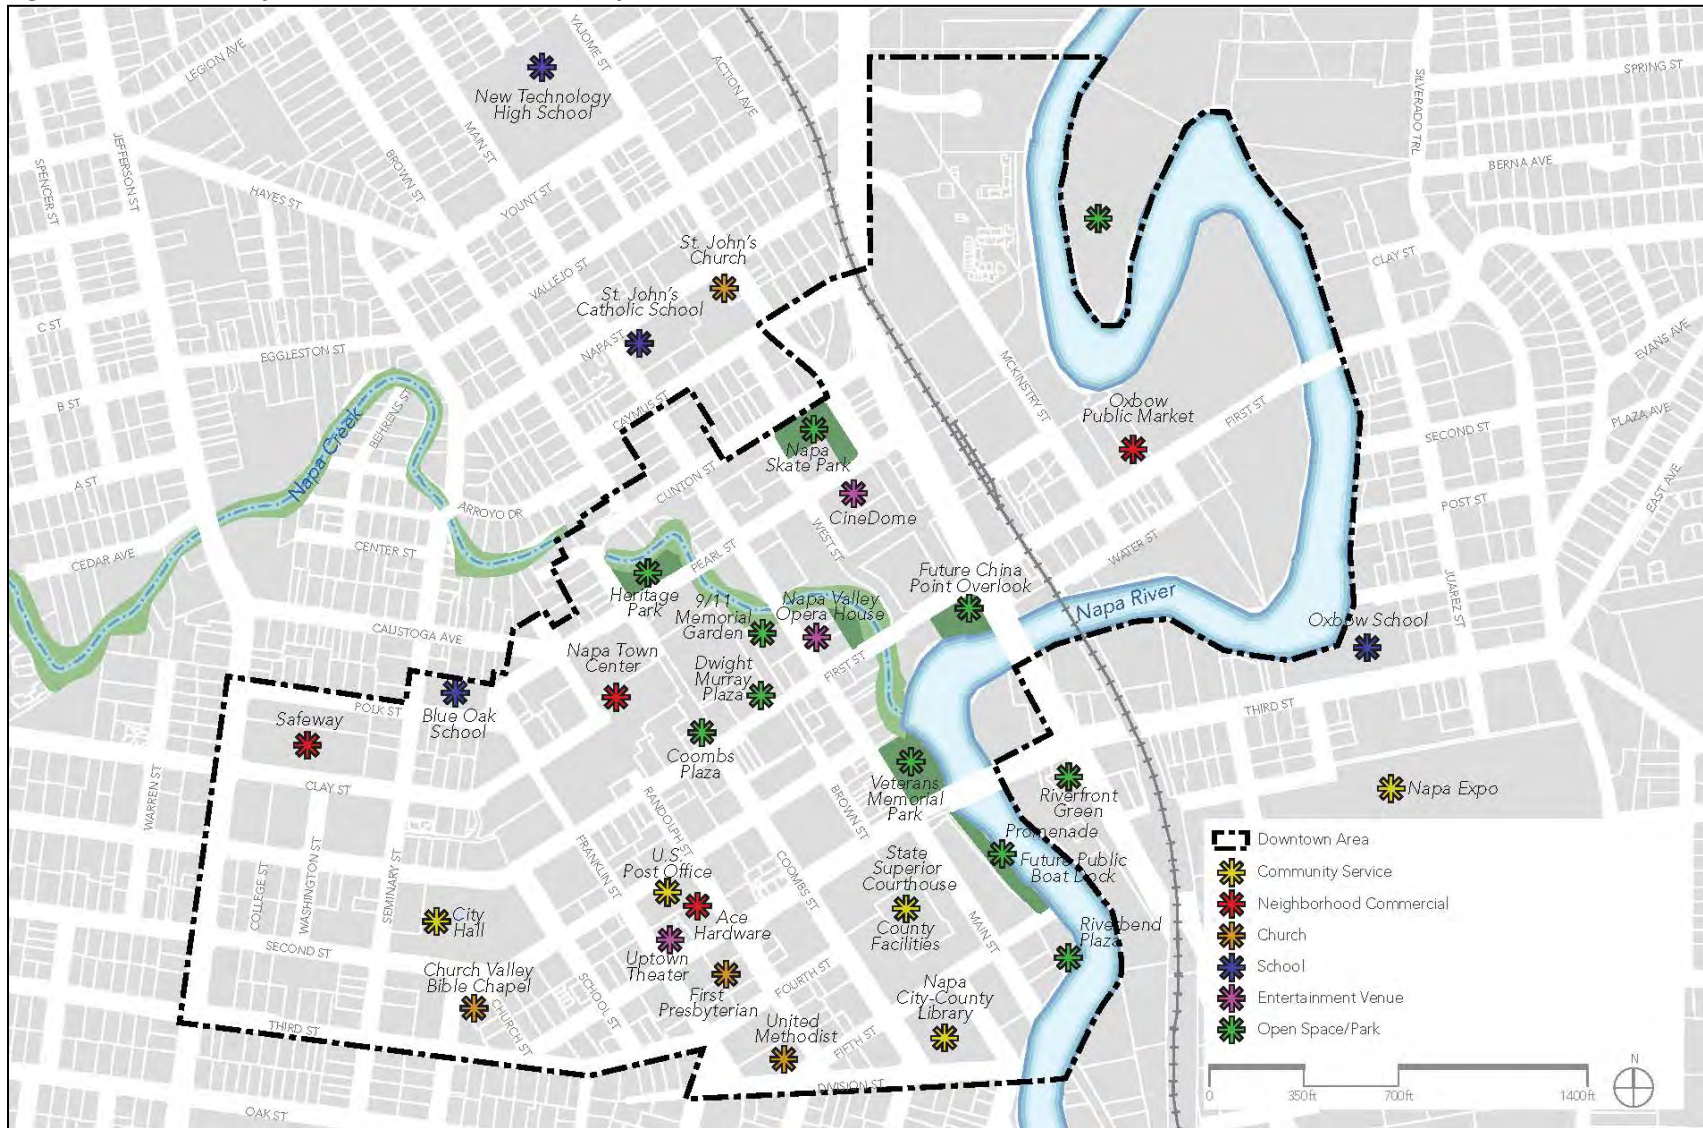 LEGION AVE
YAJOME ST
ACTION AVE
SPRING ST
SILVERADO TRL
New Technology
High School
MAIN ST
JEFFERSON ST
SPENCER ST
BROWN ST
BERNA AVE
HAYES ST
YOUNT ST
St. John's
Church
CLAY ST
VALLEJO ST
St. John's
Catholic School
C ST
NAPA ST
EGGLESTON ST
EVANS AVE
MCKINSTRY ST
B ST
BEHRENS ST
CAYMUS ST
Oxbow
Public Market
FIRST ST
PLAZA AVE
SECOND ST
Napa Creek
Napa
Skate Park
CLINTON ST
A ST
EAST AVE
POST ST
ARROYO DR
CineDome
WEST ST
CENTER ST
CEDAR AVE
PEARL ST
WATER ST
Future China
Point Overlook
JUAREZ ST
Heritage
Park
9/11
Memorial
Garden
Napa Valley
Opera House
Napa River
Oxbow School
CALISTOGA AVE
Napa Town
Center
Dwight
Murray
Plaza
FIRST ST
POLK ST
Blue Oak
School
Safeway
THIRD ST
Coombs
Plaza
WARREN ST
CLAY ST
Veterans
Memorial
Park
Riverfront
Green
Napa Expo
RANDOLPH ST
BROWN ST
Promenade
FRANKLIN ST
COOMBS ST
U.S.
Post Office
State
Superior
Courthouse
Future Public
Boat Dock
COLLEGE ST
WASHINGTON ST
SEMINARY ST
City
Hall
Ace
Hardware
County
Facilities
MAIN ST
Riverbend
Plaza
SECOND ST
Uptown
Theater
Church Valley
Bible Chapel
First
Presbyterian
FOURTH ST
Napa
City-County
Library
SCHOOL ST
CHURCH ST
THIRD ST
United
Methodist
FIFTH ST
DIVISION ST
OAK ST
Downtown Area
Community Service
Neighborhood Commercial
Church
School
Entertainment Venue
Open Space/Park
N
0 350ft 700ft 1400ft